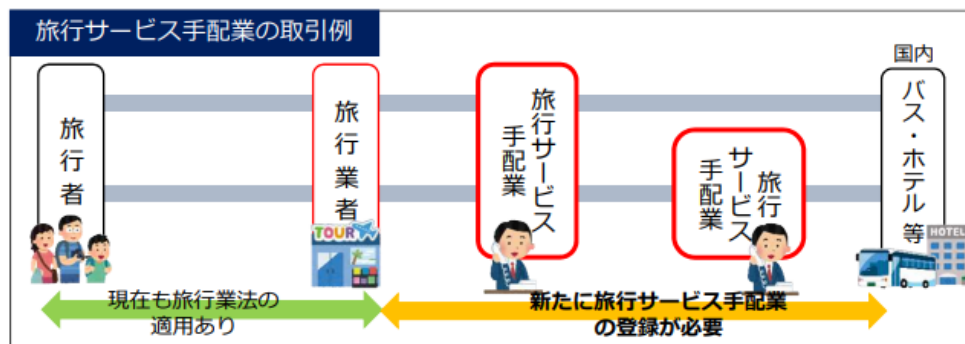 旅行サービス手配業の取引例
旅行者
旅行業者
旅行サービス
手配業
旅行
サービス
手配業
国内
バス・ホテル等
TOUR
HOTEL
現在も旅行業法の
適用あり
新たに旅行サービス手配業
の登録が必要